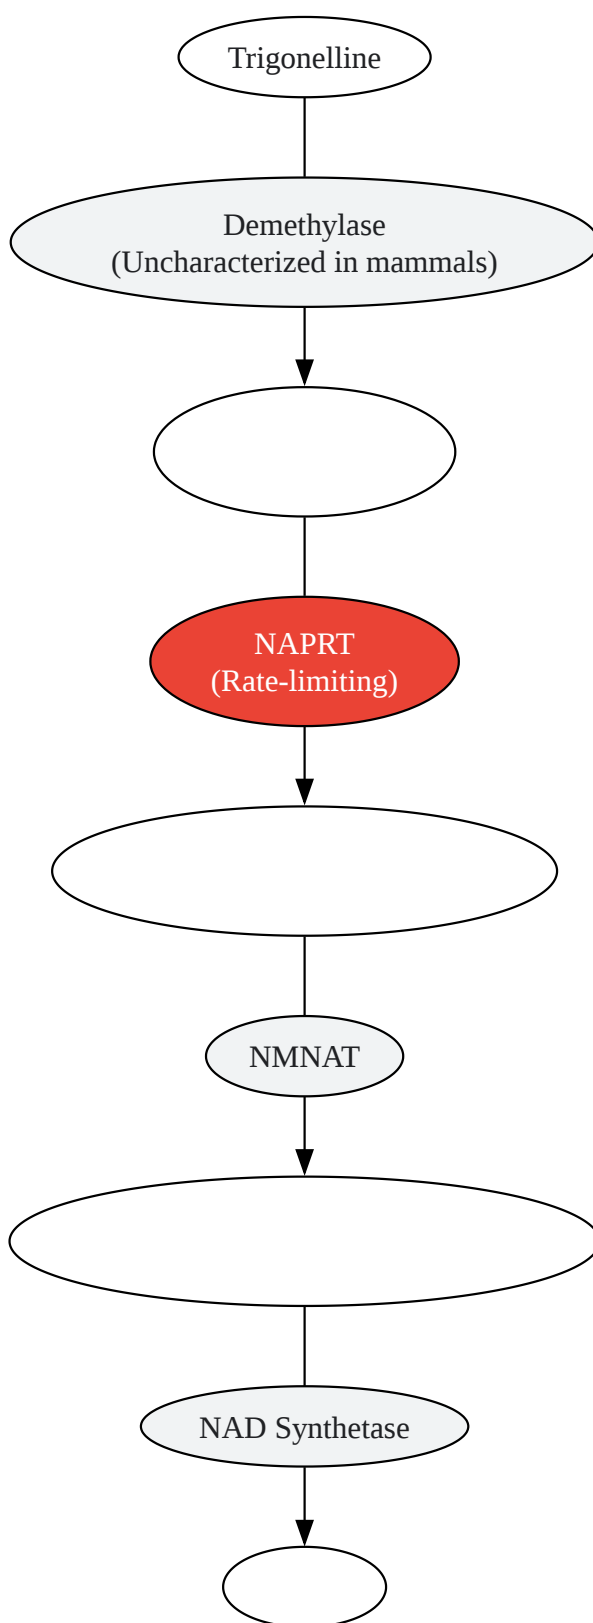 Trigonelline
Demethylase
(Uncharacterized in mammals)
NAPRT
(Rate-limiting)
NMNAT
NAD Synthetase